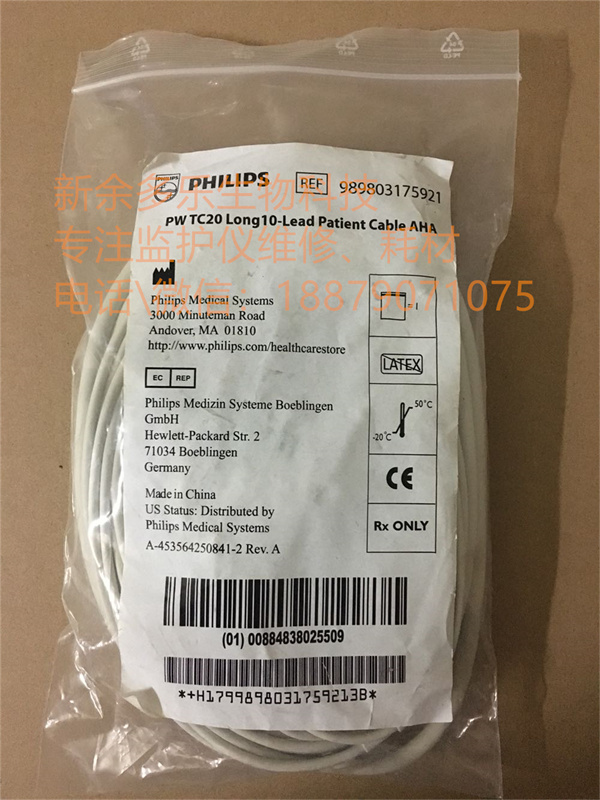 PHILIPS
PHILIPS REF 989803175921
PW TC20 Long10-Lead Patient Cable AHA
新余多乐生物科技
专注监护仪维修、耗材
电话\微信：18879071075
Philips Medical Systems
3000 Minuteman Road
Andover, MA 01810
http://www.philips.com/healthcarestore
= 1
LATEX
EC REP
Philips Medizin Systeme Boeblingen
GmbH
Hewlett-Packard Str. 2
71034 Boeblingen
Germany
50°C
-20°C
CE
Made in China
US Status: Distributed by
Philips Medical Systems
Rx ONLY
A-453564250841-2 Rev. A
(01) 00884838025509
*+H1799898031759213B*